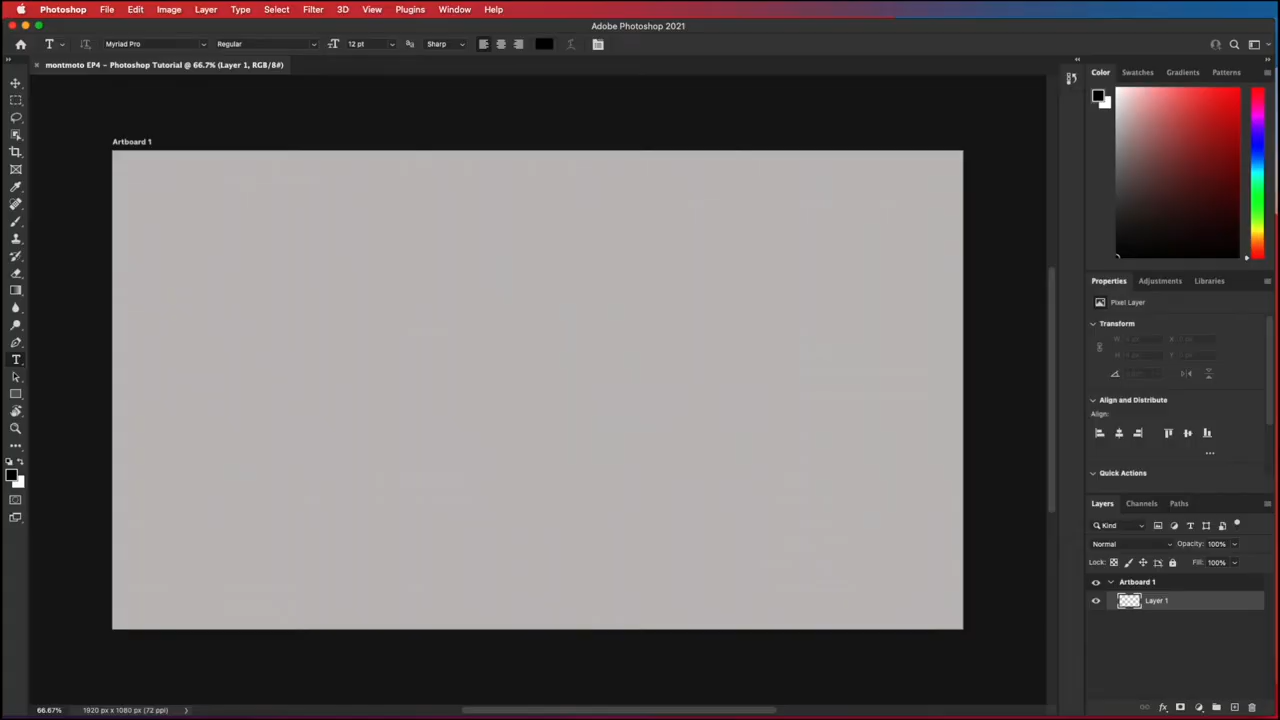 Photoshop File Edit Image Layer Type Select Filter 3D View Plugins Window Help
Adobe Photoshop 2021
Myriad Pro Regular 12 pt Sharp
montmoto EP4 – Photoshop Tutorial @ 66.7% (Layer 1, RGB/8#)
Color Swatches Gradients Patterns
Artboard 1
Properties Adjustments Libraries
Pixel Layer
Transform
W: X:
H: Y:
Align and Distribute
Align:
Quick Actions
Layers Channels Paths
Kind
Normal Opacity: 100%
Lock: Fill: 100%
Artboard 1
Layer 1
66.67% 1920 px x 1080 px (72 ppi)